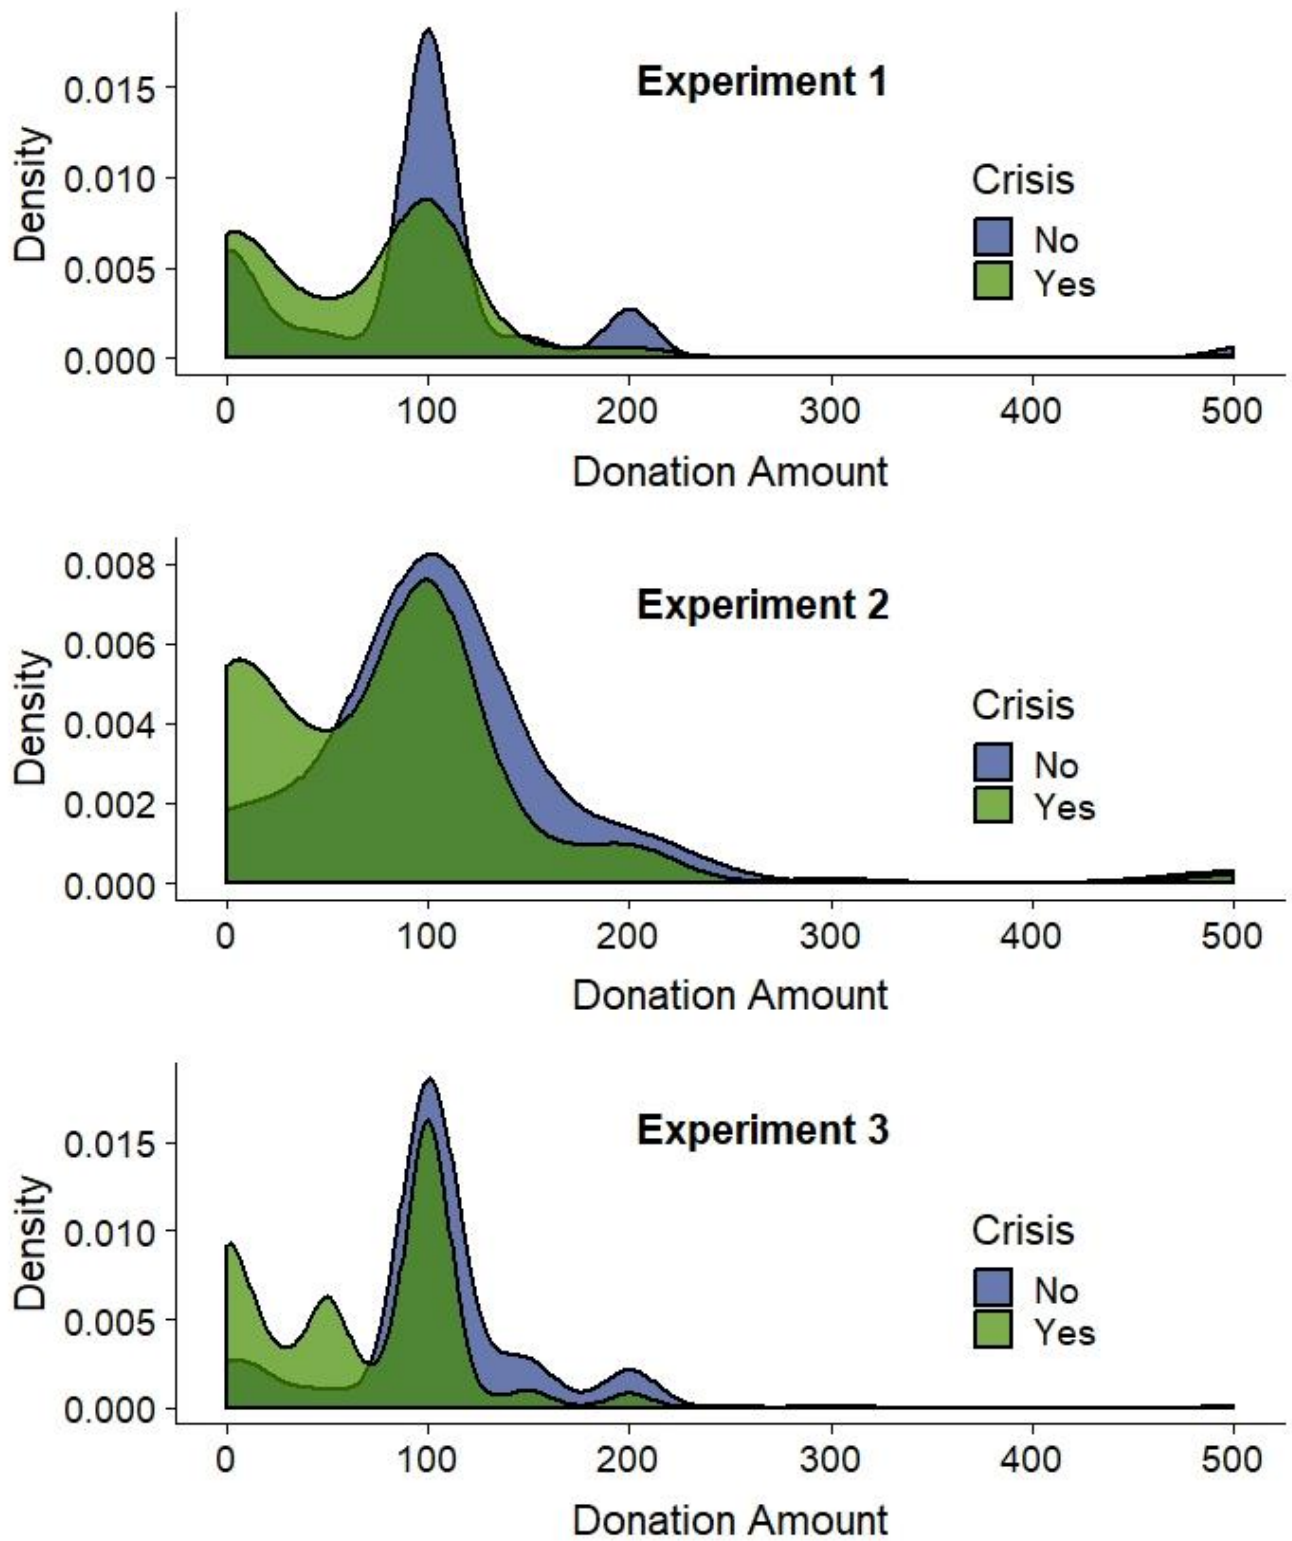 Experiment 1
Density
0.015
0.010
0.005
0.000
Crisis
No
Yes
0 100 200 300 400 500
Donation Amount
Experiment 2
Density
0.008
0.006
0.004
0.002
0.000
Crisis
No
Yes
0 100 200 300 400 500
Donation Amount
Experiment 3
Density
0.015
0.010
0.005
0.000
Crisis
No
Yes
0 100 200 300 400 500
Donation Amount